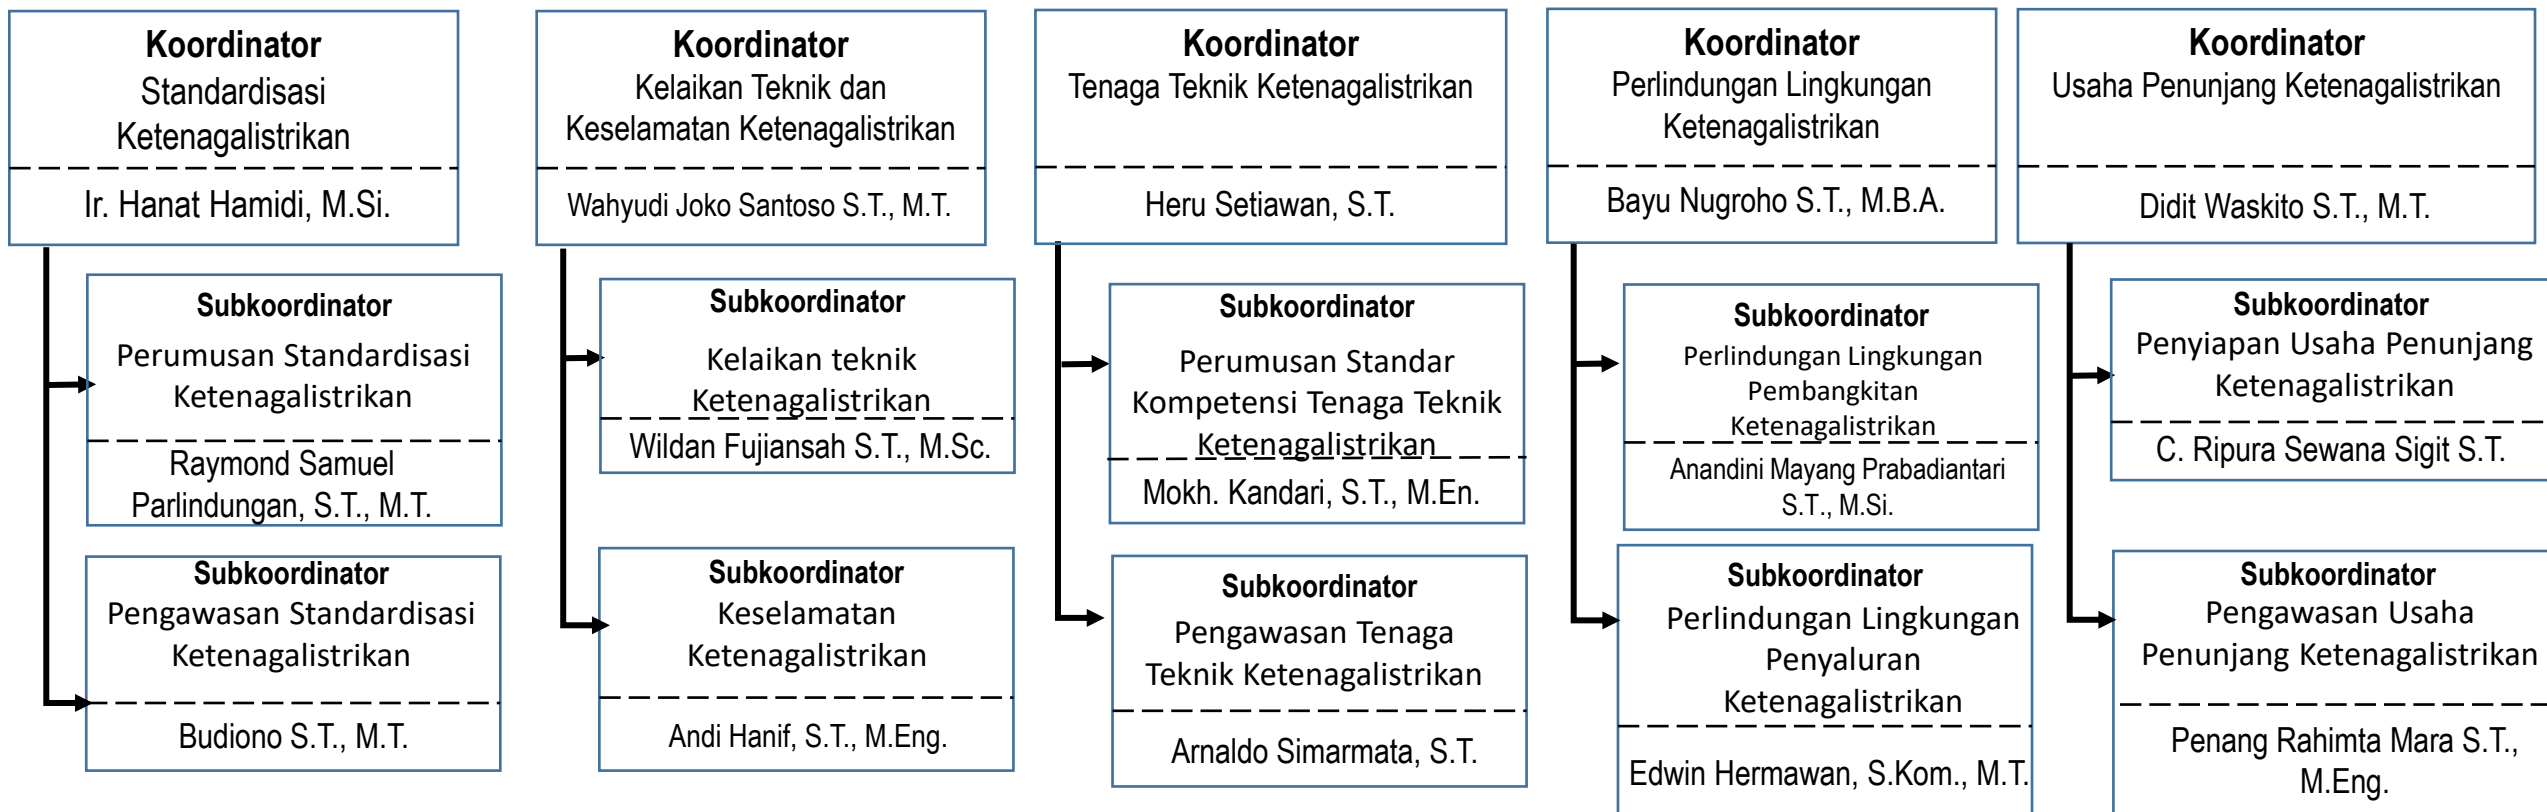 Koordinator
Standardisasi
Ketenagalistrikan
Ir. Hanat Hamidi, M.Si.
Subkoordinator
Perumusan Standardisasi
Ketenagalistrikan
Raymond Samuel
Parlindungan, S.T., M.T.
Subkoordinator
Pengawasan Standardisasi
Ketenagalistrikan
Budiono S.T., M.T.
Koordinator
Kelaikan Teknik dan
Keselamatan Ketenagalistrikan
Wahyudi Joko Santoso S.T., M.T.
Subkoordinator
Kelaikan teknik
Ketenagalistrikan
Wildan Fujiansah S.T., M.Sc.
Subkoordinator
Keselamatan
Ketenagalistrikan
Andi Hanif, S.T., M.Eng.
Koordinator
Tenaga Teknik Ketenagalistrikan
Heru Setiawan, S.T.
Subkoordinator
Perumusan Standar
Kompetensi Tenaga Teknik
Ketenagalistrikan
Mokh. Kandari, S.T., M.En.
Subkoordinator
Pengawasan Tenaga
Teknik Ketenagalistrikan
Arnaldo Simarmata, S.T.
Koordinator
Perlindungan Lingkungan
Ketenagalistrikan
Bayu Nugroho S.T., M.B.A.
Subkoordinator
Perlindungan Lingkungan
Pembangkitan
Ketenagalistrikan
Anandini Mayang Prabadiantari
S.T., M.Si.
Subkoordinator
Perlindungan Lingkungan
Penyaluran
Ketenagalistrikan
Edwin Hermawan, S.Kom., M.T.
Koordinator
Usaha Penunjang Ketenagalistrikan
Didit Waskito S.T., M.T.
Subkoordinator
Penyiapan Usaha Penunjang
Ketenagalistrikan
C. Ripura Sewana Sigit S.T.
Subkoordinator
Pengawasan Usaha
Penunjang Ketenagalistrikan
Penang Rahimta Mara S.T.,
M.Eng.